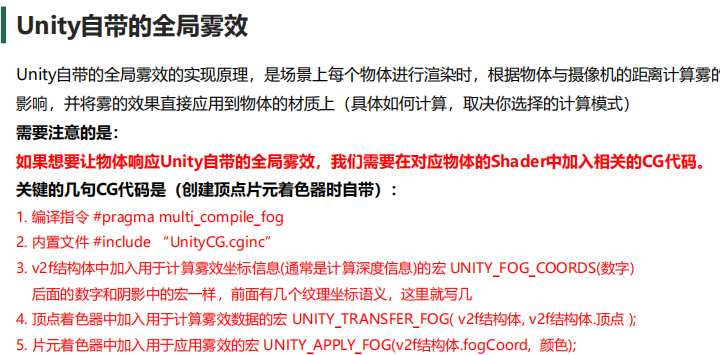 Unity自带的全局雾效
Unity自带的全局雾效的实现原理，是场景上每个物体进行渲染时，根据物体与摄像机的距离计算雾的
影响，并将雾的效果直接应用到物体的材质上（具体如何计算，取决你选择的计算模式）
需要注意的是：
如果想要让物体响应Unity自带的全局雾效，我们需要在对应物体的Shader中加入相关的CG代码。
关键的几句CG代码是（创建顶点片元着色器时自带）：
1. 编译指令 #pragma multi_compile_fog
2. 内置文件 #include “UnityCG.cginc”
3. v2f结构体中加入用于计算雾效坐标信息(通常是计算深度信息)的宏 UNITY_FOG_COORDS(数字)
后面的数字和阴影中的宏一样，前面有几个纹理坐标语义，这里就写几
4. 顶点着色器中加入用于计算雾效数据的宏 UNITY_TRANSFER_FOG( v2f结构体, v2f结构体.顶点 );
5. 片元着色器中加入用于应用雾效的宏 UNITY_APPLY_FOG(v2f结构体.fogCoord, 颜色);